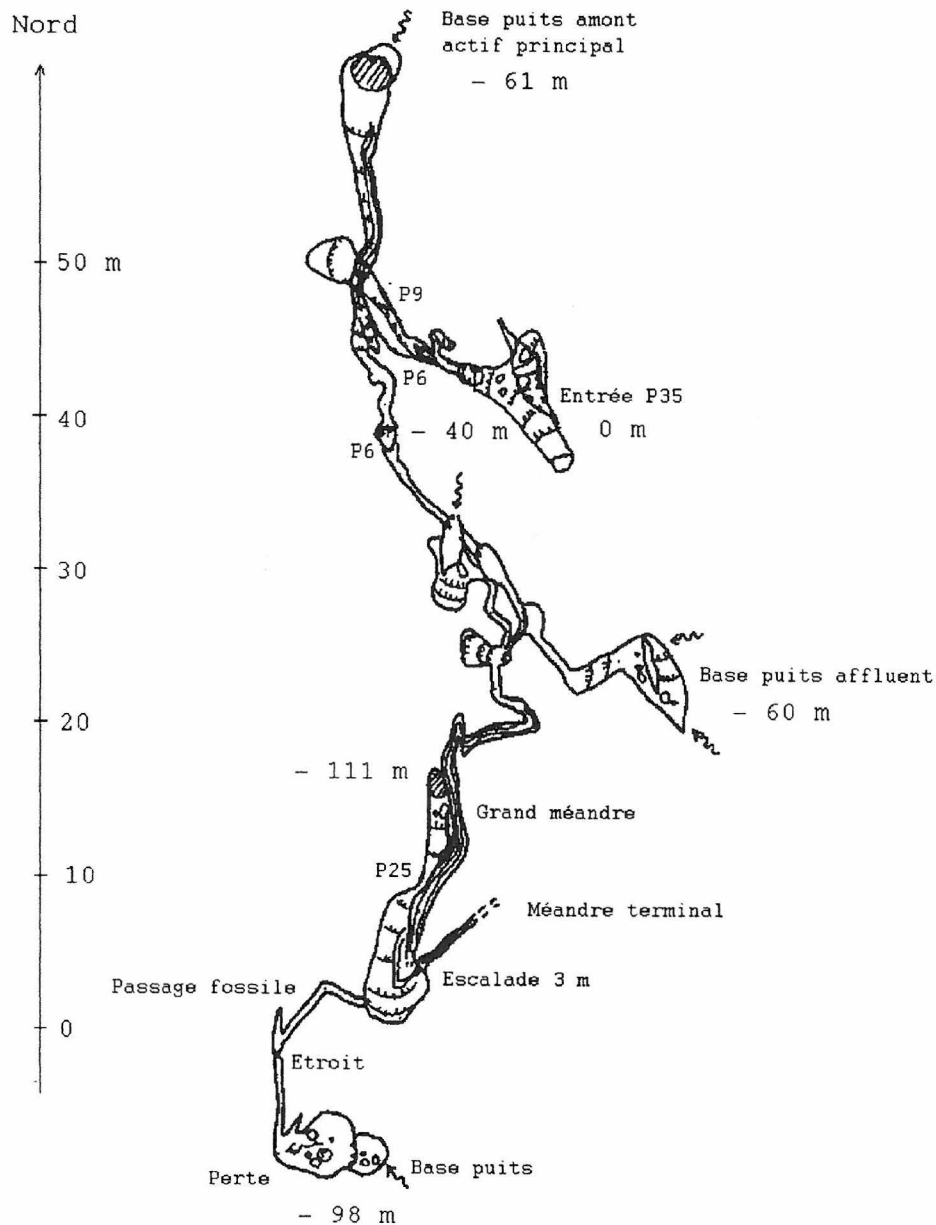 Nord
Base puits amont
actif principal
- 61 m
50 m
P9
P6
Entrée P35
0 m
40
- 40 m
P6
30
Base puits affluent
- 60 m
20
- 111 m
Grand méandre
P25
10
Méandre terminal
Escalade 3 m
Passage fossile
0
Etroit
Base puits
Perte
- 98 m